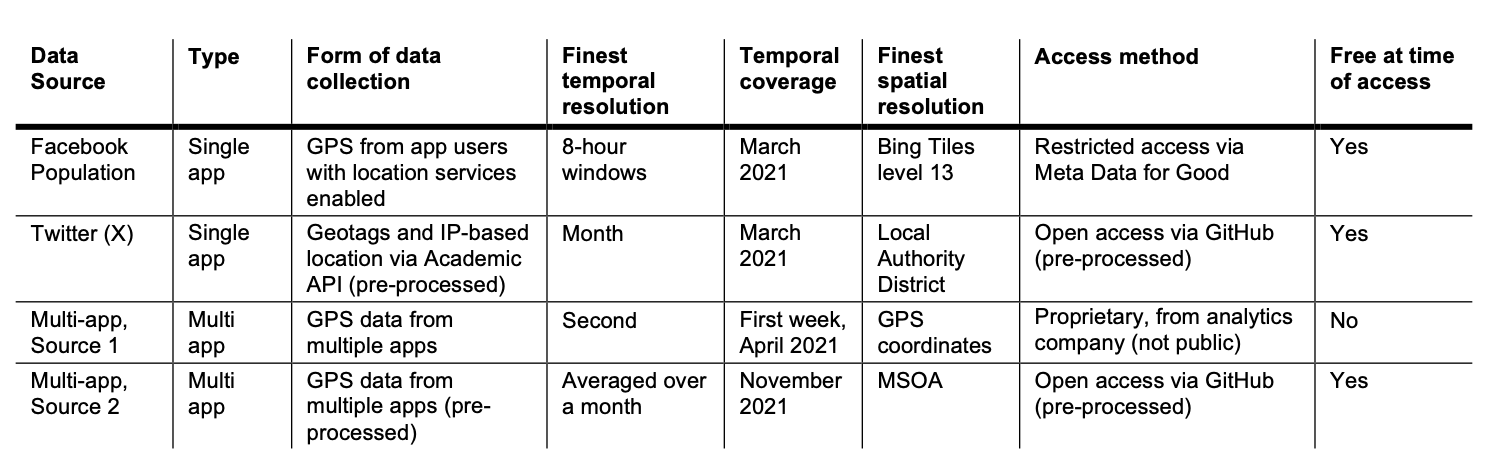 Data Source
Type
Form of data collection
Finest temporal resolution
Temporal coverage
Finest spatial resolution
Access method
Free at time of access
Facebook Population
Single app
GPS from app users with location services enabled
8-hour windows
March 2021
Bing Tiles level 13
Restricted access via Meta Data for Good
Yes
Twitter (X)
Single app
Geotags and IP-based location via Academic API (pre-processed)
Month
March 2021
Local Authority District
Open access via GitHub (pre-processed)
Yes
Multi-app, Source 1
Multi app
GPS data from multiple apps
Second
First week, April 2021
GPS coordinates
Proprietary, from analytics company (not public)
No
Multi-app, Source 2
Multi app
GPS data from multiple apps (pre-processed)
Averaged over a month
November 2021
MSOA
Open access via GitHub (pre-processed)
Yes